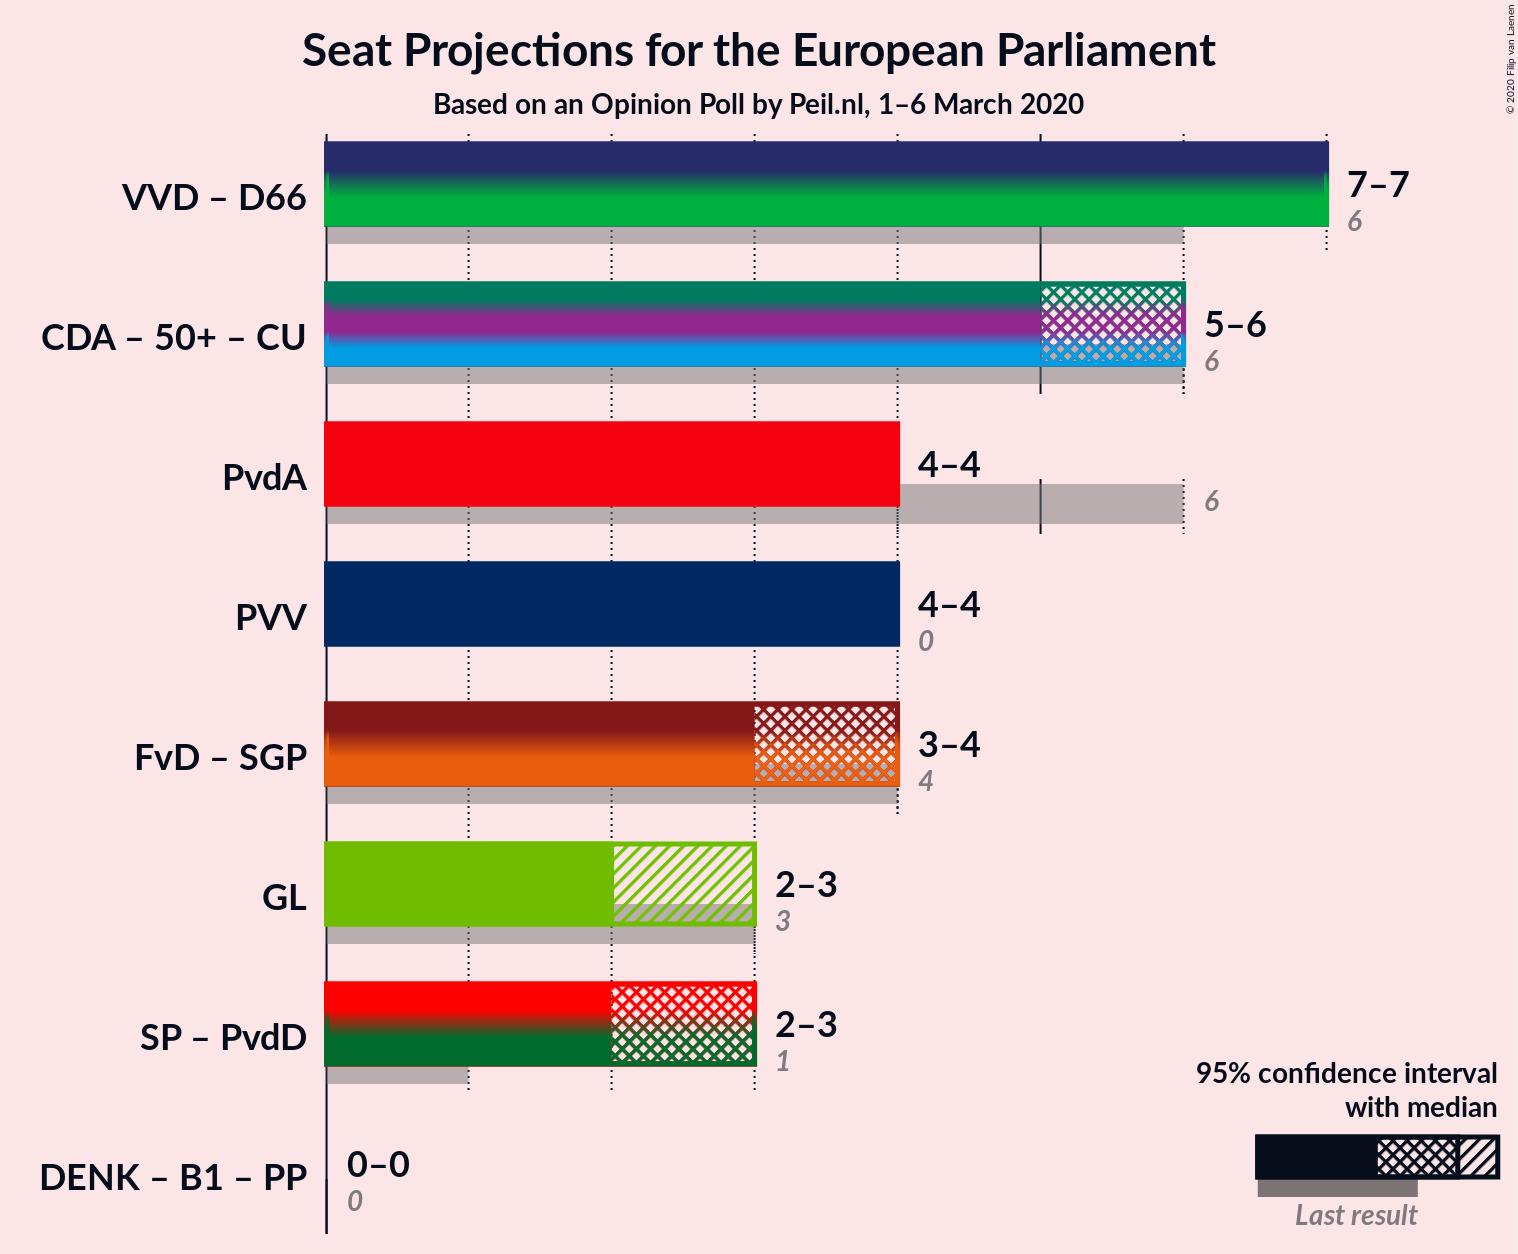 Seat Projections for the European Parliament
Based on an Opinion Poll by Peil.nl, 1–6 March 2020
© 2020 Filip van Laenen
VVD – D66
7–7
6
CDA – 50+ – CU
5–6
6
PvdA
4–4
6
PVV
4–4
0
FvD – SGP
3–4
4
GL
2–3
3
SP – PvdD
2–3
1
DENK – B1 – PP
0–0
0
95% confidence interval
with median
Last result